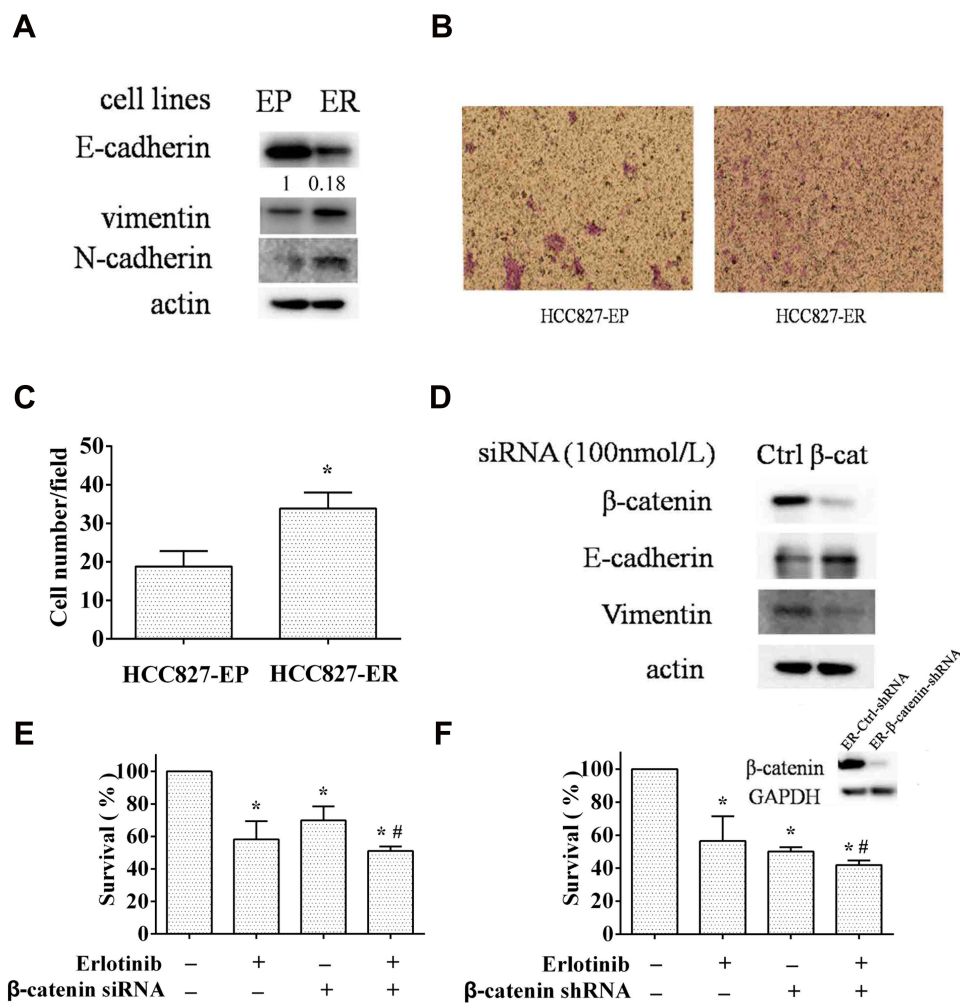 A
cell lines EP ER
E-cadherin
1 0.18
vimentin
N-cadherin
actin
B
HCC827-EP HCC827-ER
C
50
40
30
20
10
0
Cell number/field
*
HCC827-EP HCC827-ER
D
siRNA (100nmol/L) Ctrl β-cat
β-catenin
E-cadherin
Vimentin
actin
E
100
80
60
40
20
0
Survival ( % )
* * * #
Erlotinib – + – +
β-catenin siRNA – – + +
F
ER-Ctrl-shRNA
ER-β-catenin-shRNA
β-catenin
GAPDH
100
80
60
40
20
0
Survival ( % )
* * * #
Erlotinib – + – +
β-catenin shRNA – – + +